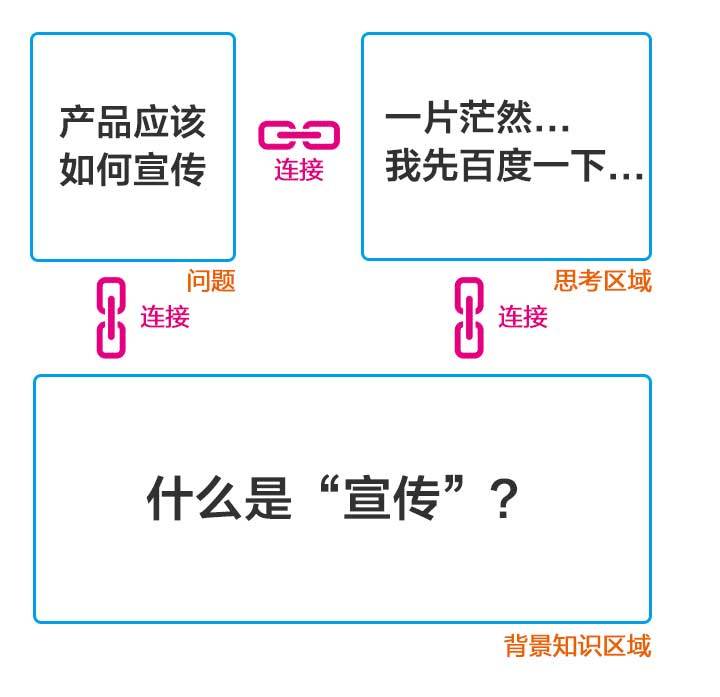 产品应该
如何宣传
连接
一片茫然...
我先百度一下...
问题
思考区域
连接
连接
什么是“宣传”？
背景知识区域